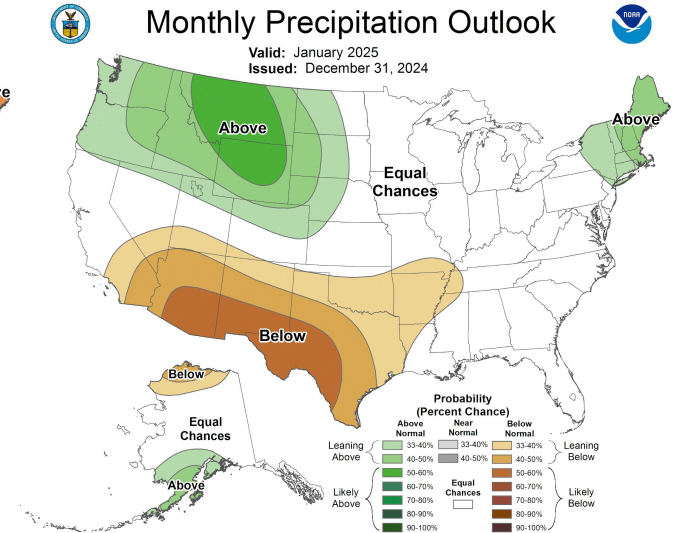 Monthly Precipitation Outlook
NOAA
Valid: January 2025
Issued: December 31, 2024
Above
Above
Equal
Chances
Below
Below
Equal
Chances
Above
Probability
(Percent Chance)
Above
Normal
Near
Normal
Below
Normal
Leaning
Above
33-40%
33-40%
33-40%
Leaning
Below
40-50%
40-50%
40-50%
50-60%
50-60%
60-70%
60-70%
Likely
Above
70-80%
Equal
Chances
70-80%
Likely
Below
80-90%
80-90%
90-100%
90-100%